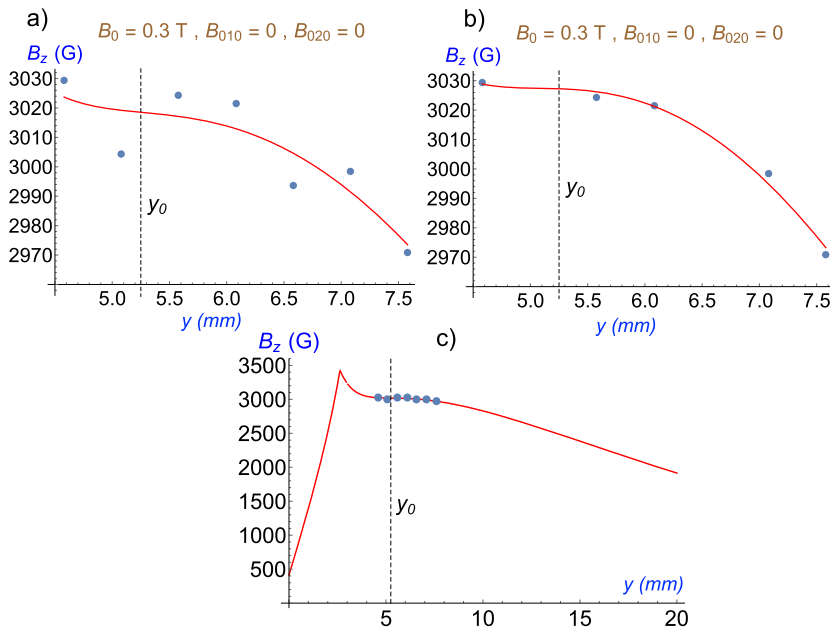 a)
B₀ = 0.3 T , B₀₁₀ = 0 , B₀₂₀ = 0
B_z (G)
3030
3020
3010
3000
2990
2980
2970
y₀
5.0 5.5 6.0 6.5 7.0 7.5
y (mm)
b)
B₀ = 0.3 T , B₀₁₀ = 0 , B₀₂₀ = 0
B_z (G)
3030
3020
3010
3000
2990
2980
2970
y₀
5.0 5.5 6.0 6.5 7.0 7.5
y (mm)
c)
B_z (G)
3500
3000
2500
2000
1500
1000
500
y₀
y (mm)
5 10 15 20